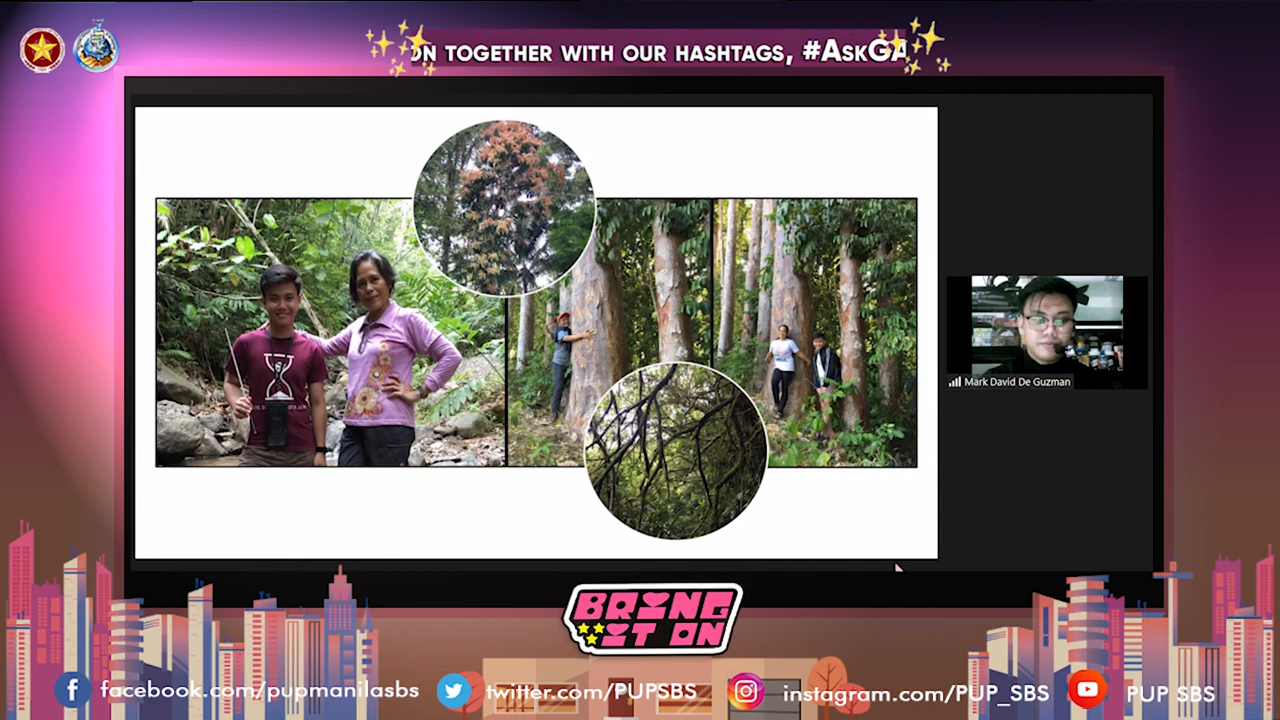 ON TOGETHER WITH OUR HASHTAGS, #ASKGA
Mark David De Guzman
BRING
IT ON
facebook.com/pupmanilasbs
twitter.com/PUPSBS
instagram.com/PUP_SBS
PUP SBS